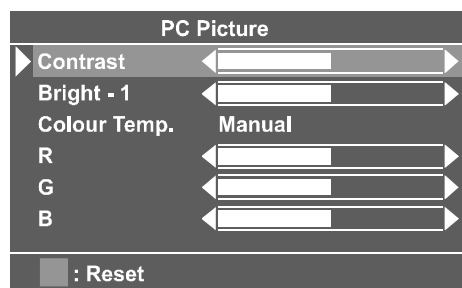 PC Picture
Contrast
Bright - 1
Colour Temp. Manual
R
G
B
: Reset